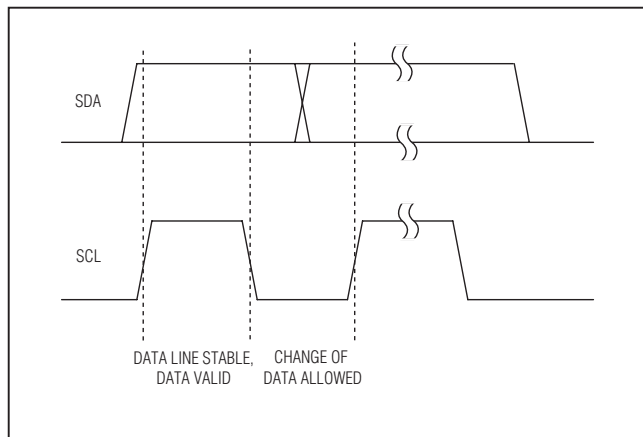 SDA
SCL
DATA LINE STABLE,
DATA VALID
CHANGE OF
DATA ALLOWED